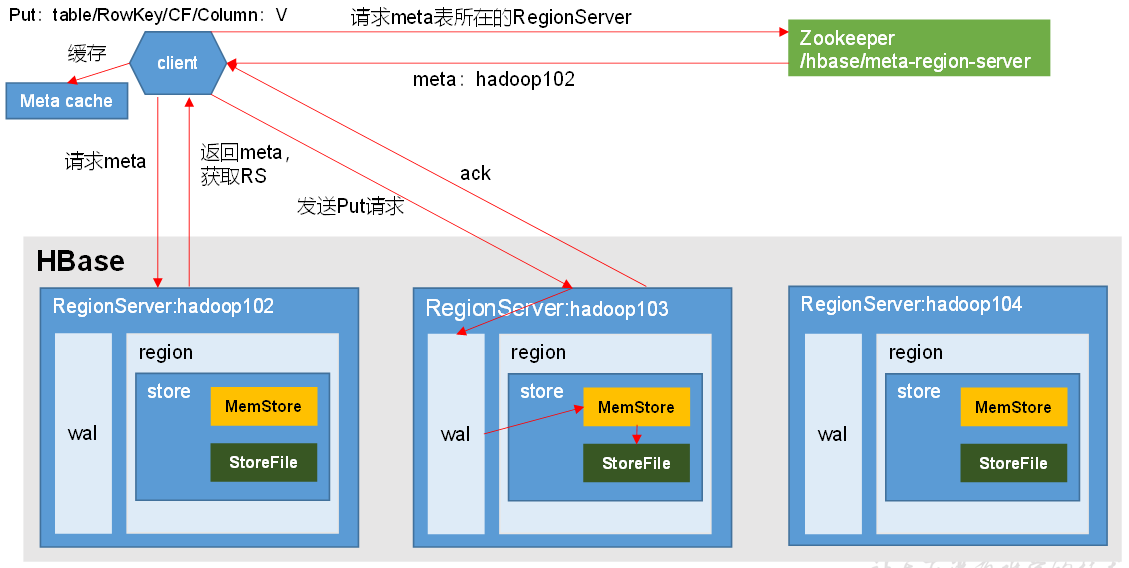 Put：table/RowKey/CF/Column：V
请求meta表所在的RegionServer
Zookeeper
/hbase/meta-region-server
client
缓存
Meta cache
meta：hadoop102
请求meta
返回meta，
获取RS
ack
发送Put请求
HBase
RegionServer:hadoop102
wal
region
store
MemStore
StoreFile
RegionServer:hadoop103
wal
region
store
MemStore
StoreFile
RegionServer:hadoop104
wal
region
store
MemStore
StoreFile